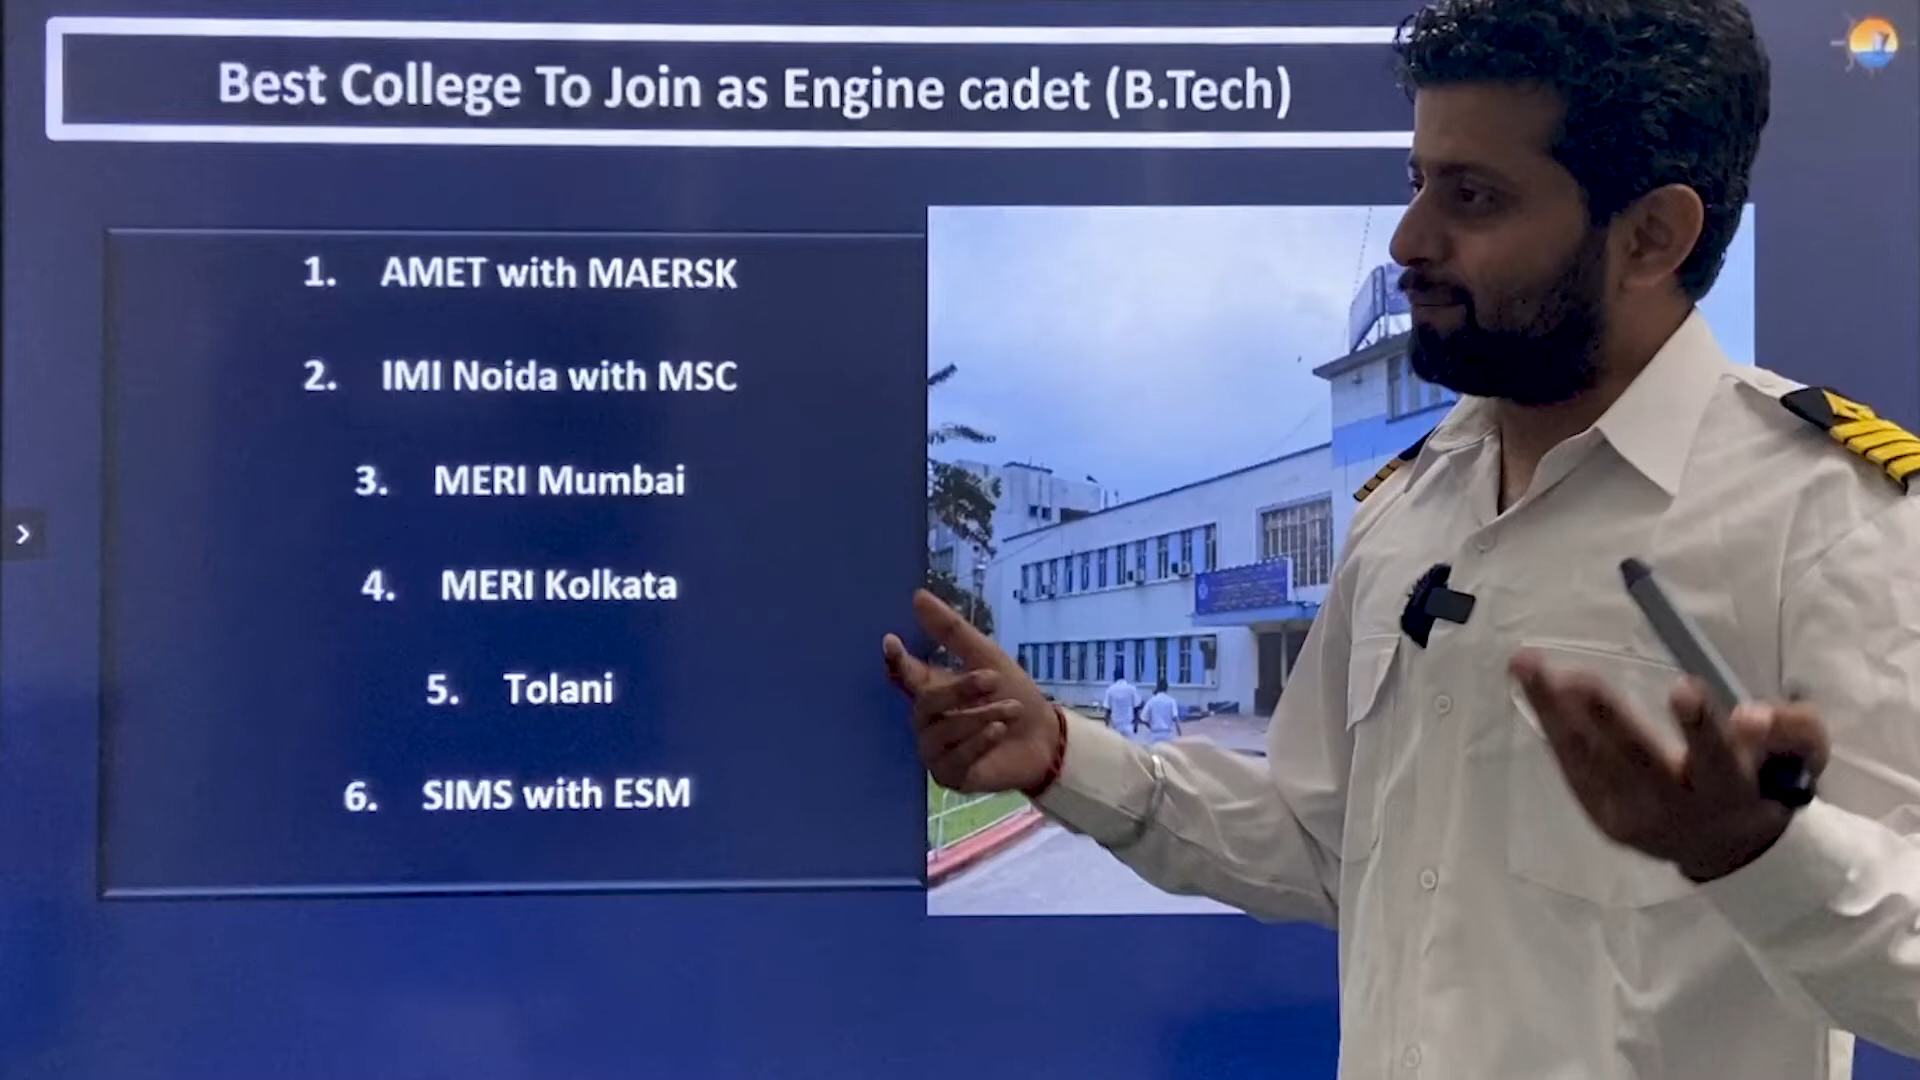 Best College To Join as Engine cadet (B.Tech)
1. AMET with MAERSK
2. IMI Noida with MSC
3. MERI Mumbai
4. MERI Kolkata
5. Tolani
6. SIMS with ESM